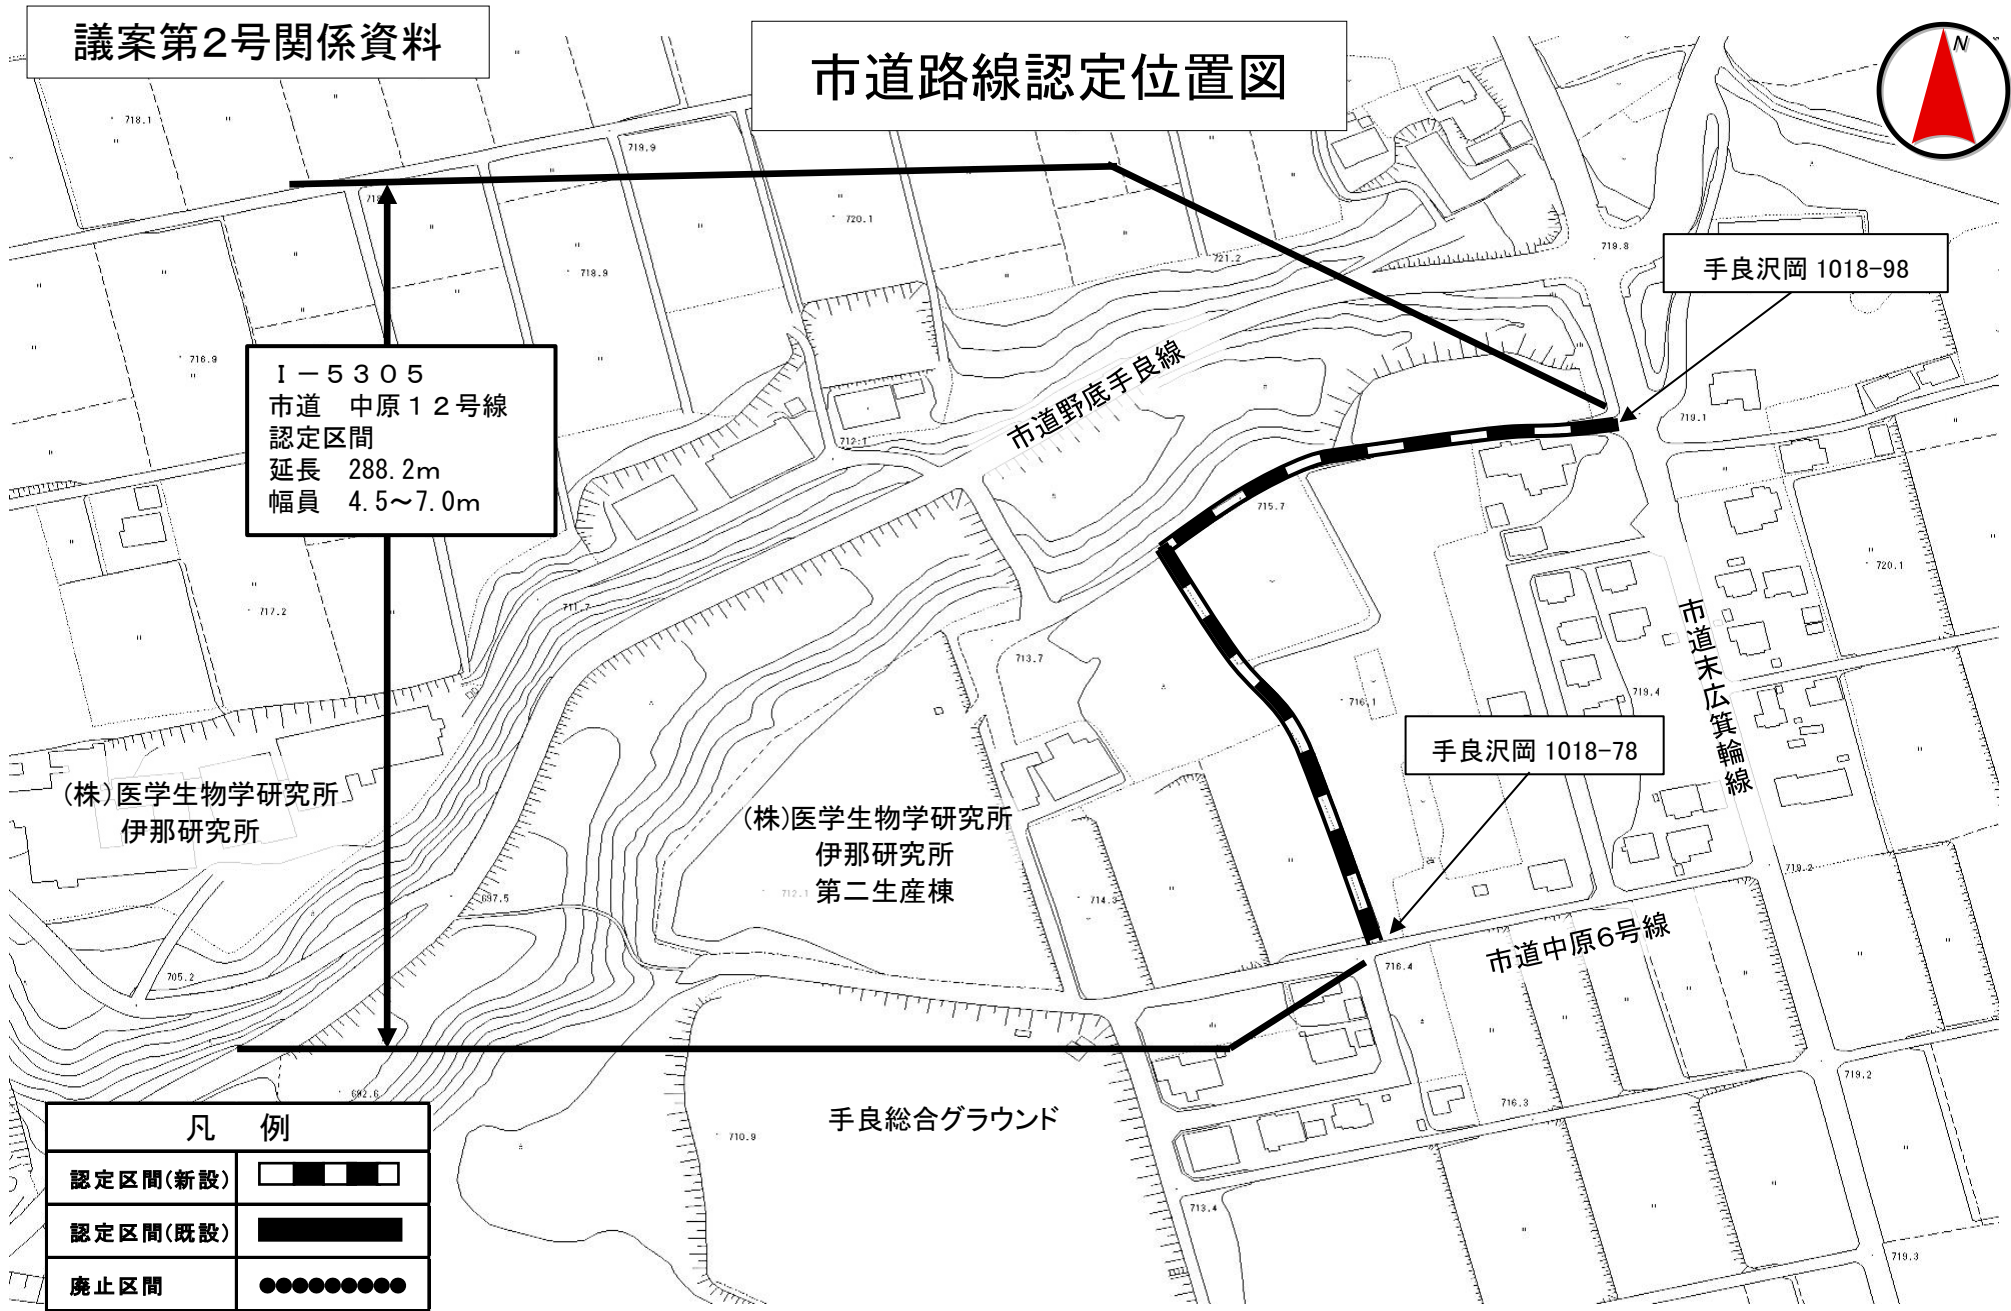 議案第2号関係資料
市道路線認定位置図
N
718.1
719.9
718
720.1
718.9
721.2
719.8
手良沢岡 1018-98
716.9
Ⅰ－５３０５
市道　中原１２号線
認定区間
延長　288.2ｍ
幅員　4.5～7.0ｍ
市道野底手良線
712.1
719.1
715.7
720.1
717.2
711.7
市道末広箕輪線
713.7
719.4
716.1
手良沢岡 1018-78
(株)医学生物学研究所
伊那研究所
(株)医学生物学研究所
伊那研究所
第二生産棟
712.1
697.5
714.3
719.2
市道中原6号線
705.2
716.4
692.6
719.2
716.3
手良総合グラウンド
710.9
713.4
719.3
凡　例
認定区間(新設)
認定区間(既設)
廃止区間